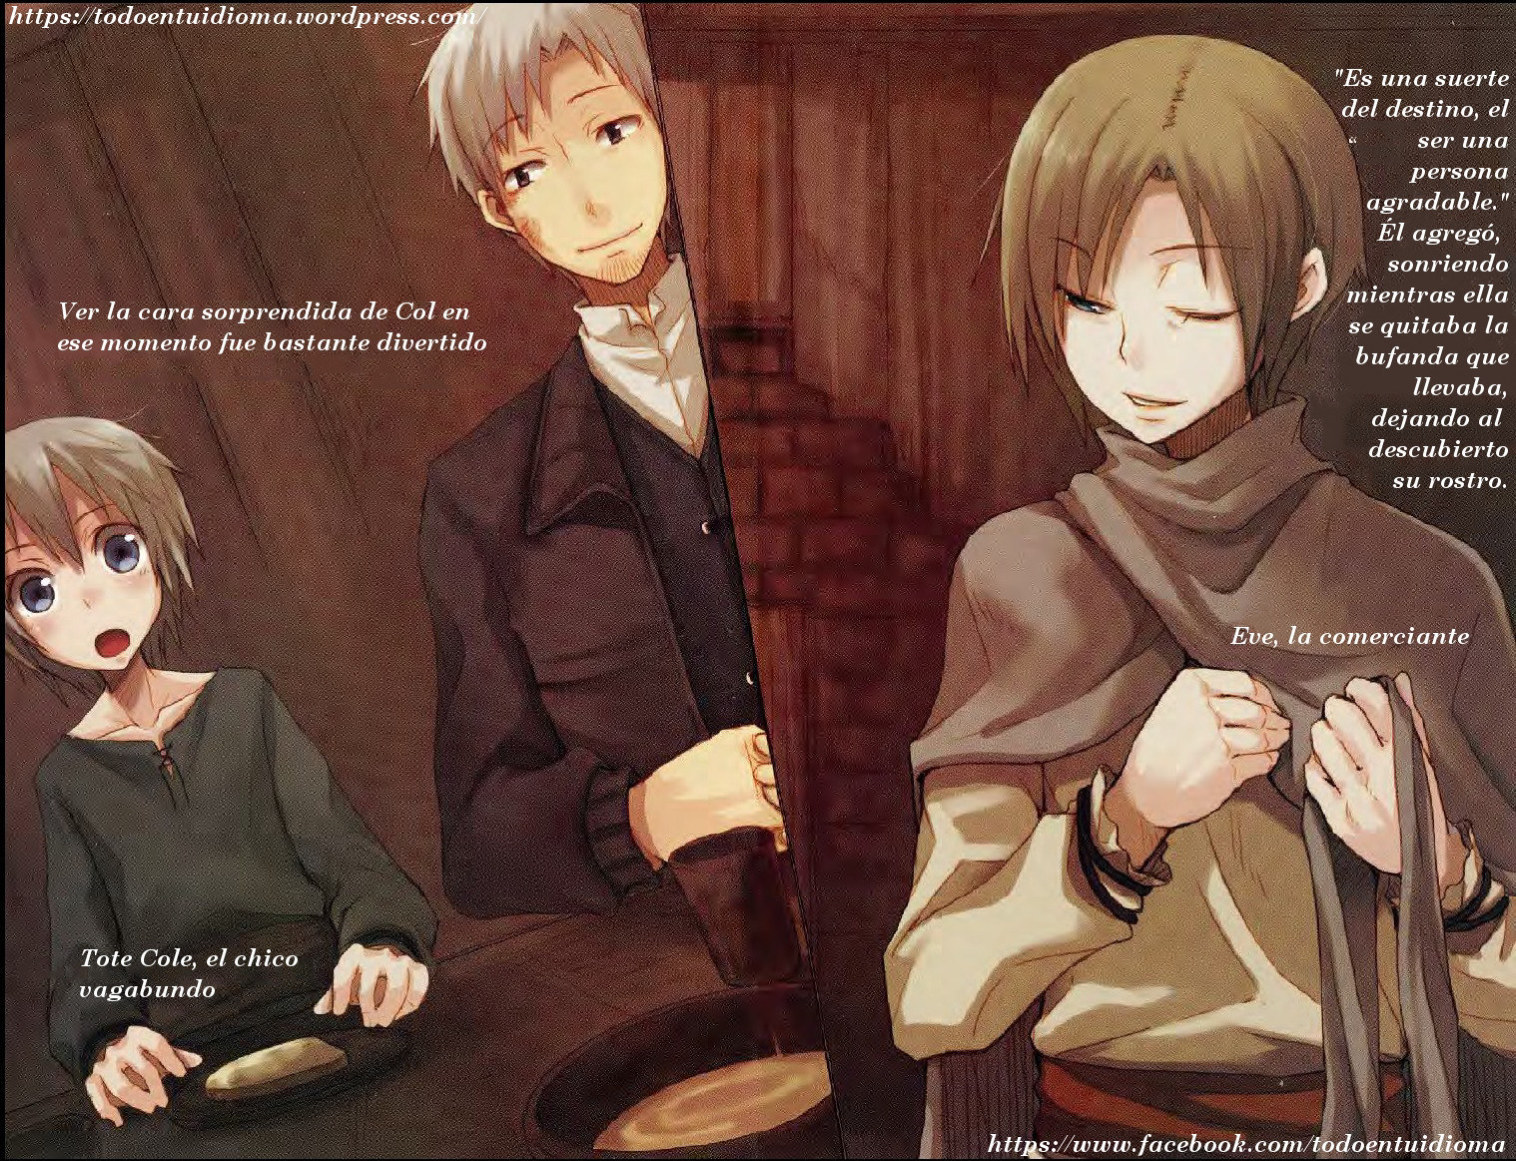 https://todoentuidioma.wordpress.com/
Ver la cara sorprendida de Col en
ese momento fue bastante divertido
Tote Cole, el chico
vagabundo
"Es una suerte
del destino, el
“ ser una
persona
agradable."
Él agregó,
sonriendo
mientras ella
se quitaba la
bufanda que
llevaba,
dejando al
descubierto
su rostro.
Eve, la comerciante
https://www.facebook.com/todoentuidioma